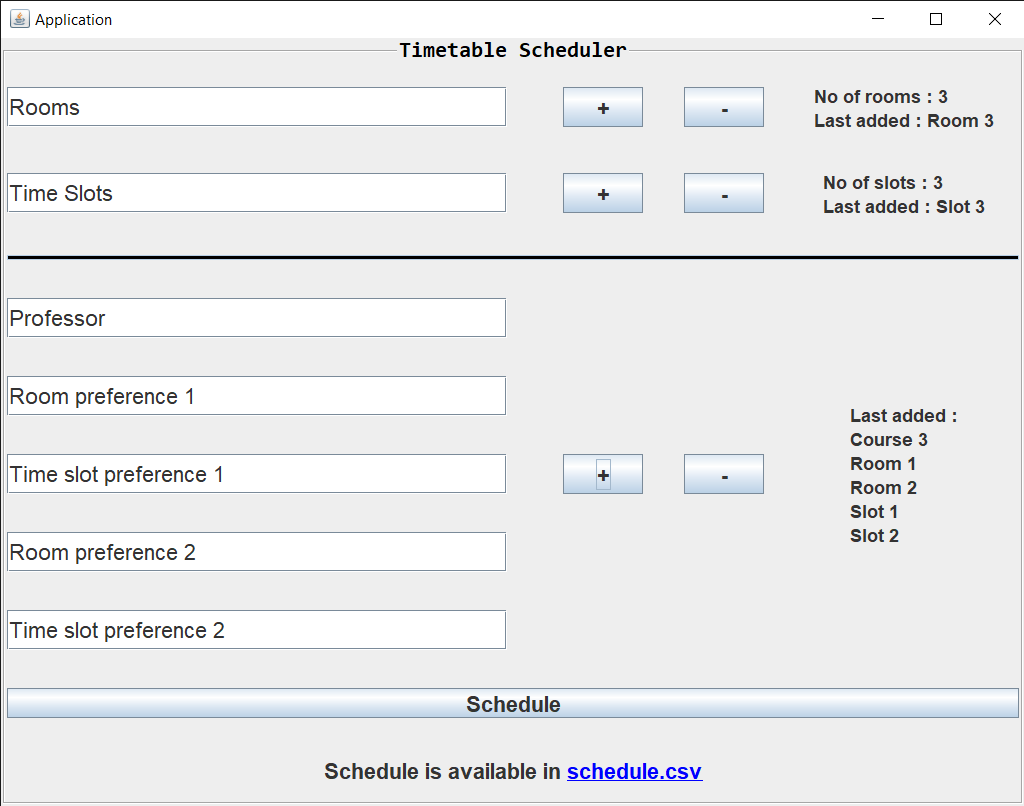 Application
Timetable Scheduler
Rooms
+
-
No of rooms : 3
Last added : Room 3
Time Slots
+
-
No of slots : 3
Last added : Slot 3
Professor
Room preference 1
Time slot preference 1
Room preference 2
Time slot preference 2
+
-
Last added :
Course 3
Room 1
Room 2
Slot 1
Slot 2
Schedule
Schedule is available in schedule.csv